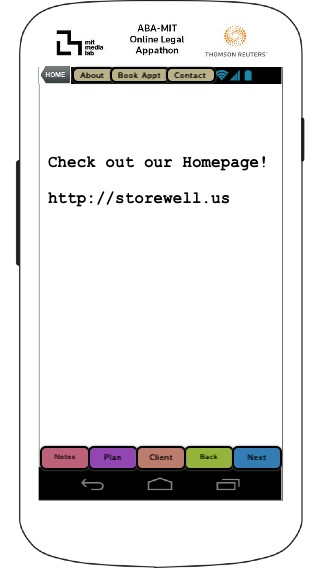 mit
media
lab
ABA-MIT
Online Legal
Appathon
THOMSON REUTERS
HOME
About
Book Appt
Contact
Check out our Homepage!
http://storewell.us
Notes
Plan
Client
Back
Next